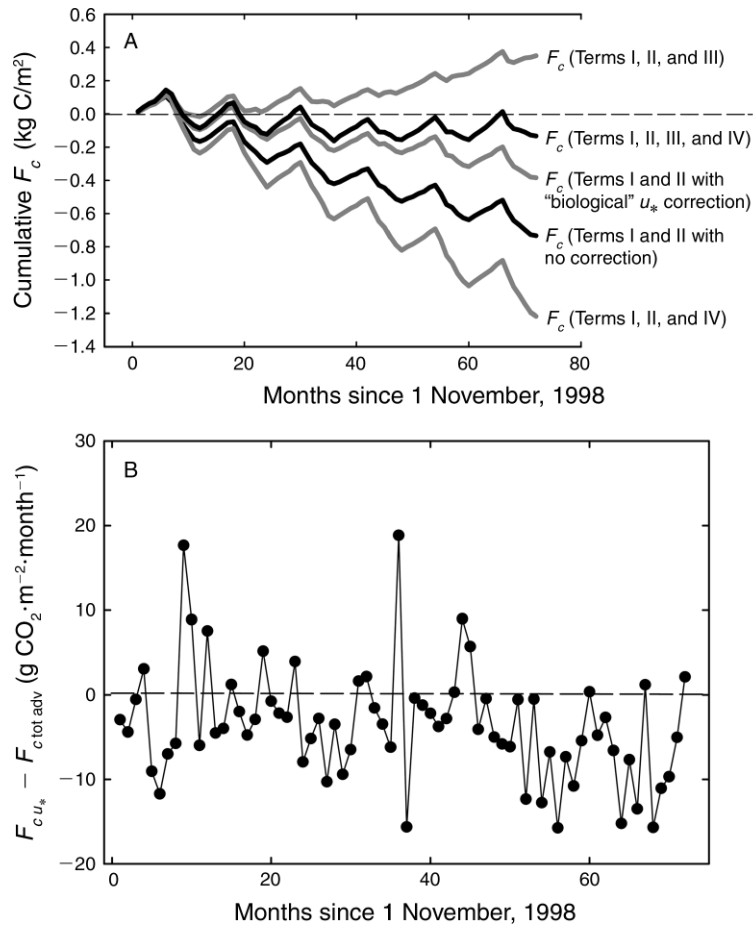 A
0.6
0.4
0.2
0.0
−0.2
−0.4
−0.6
−0.8
−1.0
−1.2
−1.4
Cumulative Fc (kg C/m²)
Fc (Terms I, II, and III)
Fc (Terms I, II, III, and IV)
Fc (Terms I and II with
“biological” u* correction)
Fc (Terms I and II with
no correction)
Fc (Terms I, II, and IV)
0 20 40 60 80
Months since 1 November, 1998
B
30
20
10
0
−10
−20
Fc u* − Fc tot adv (g CO₂·m⁻²·month⁻¹)
0 20 40 60
Months since 1 November, 1998